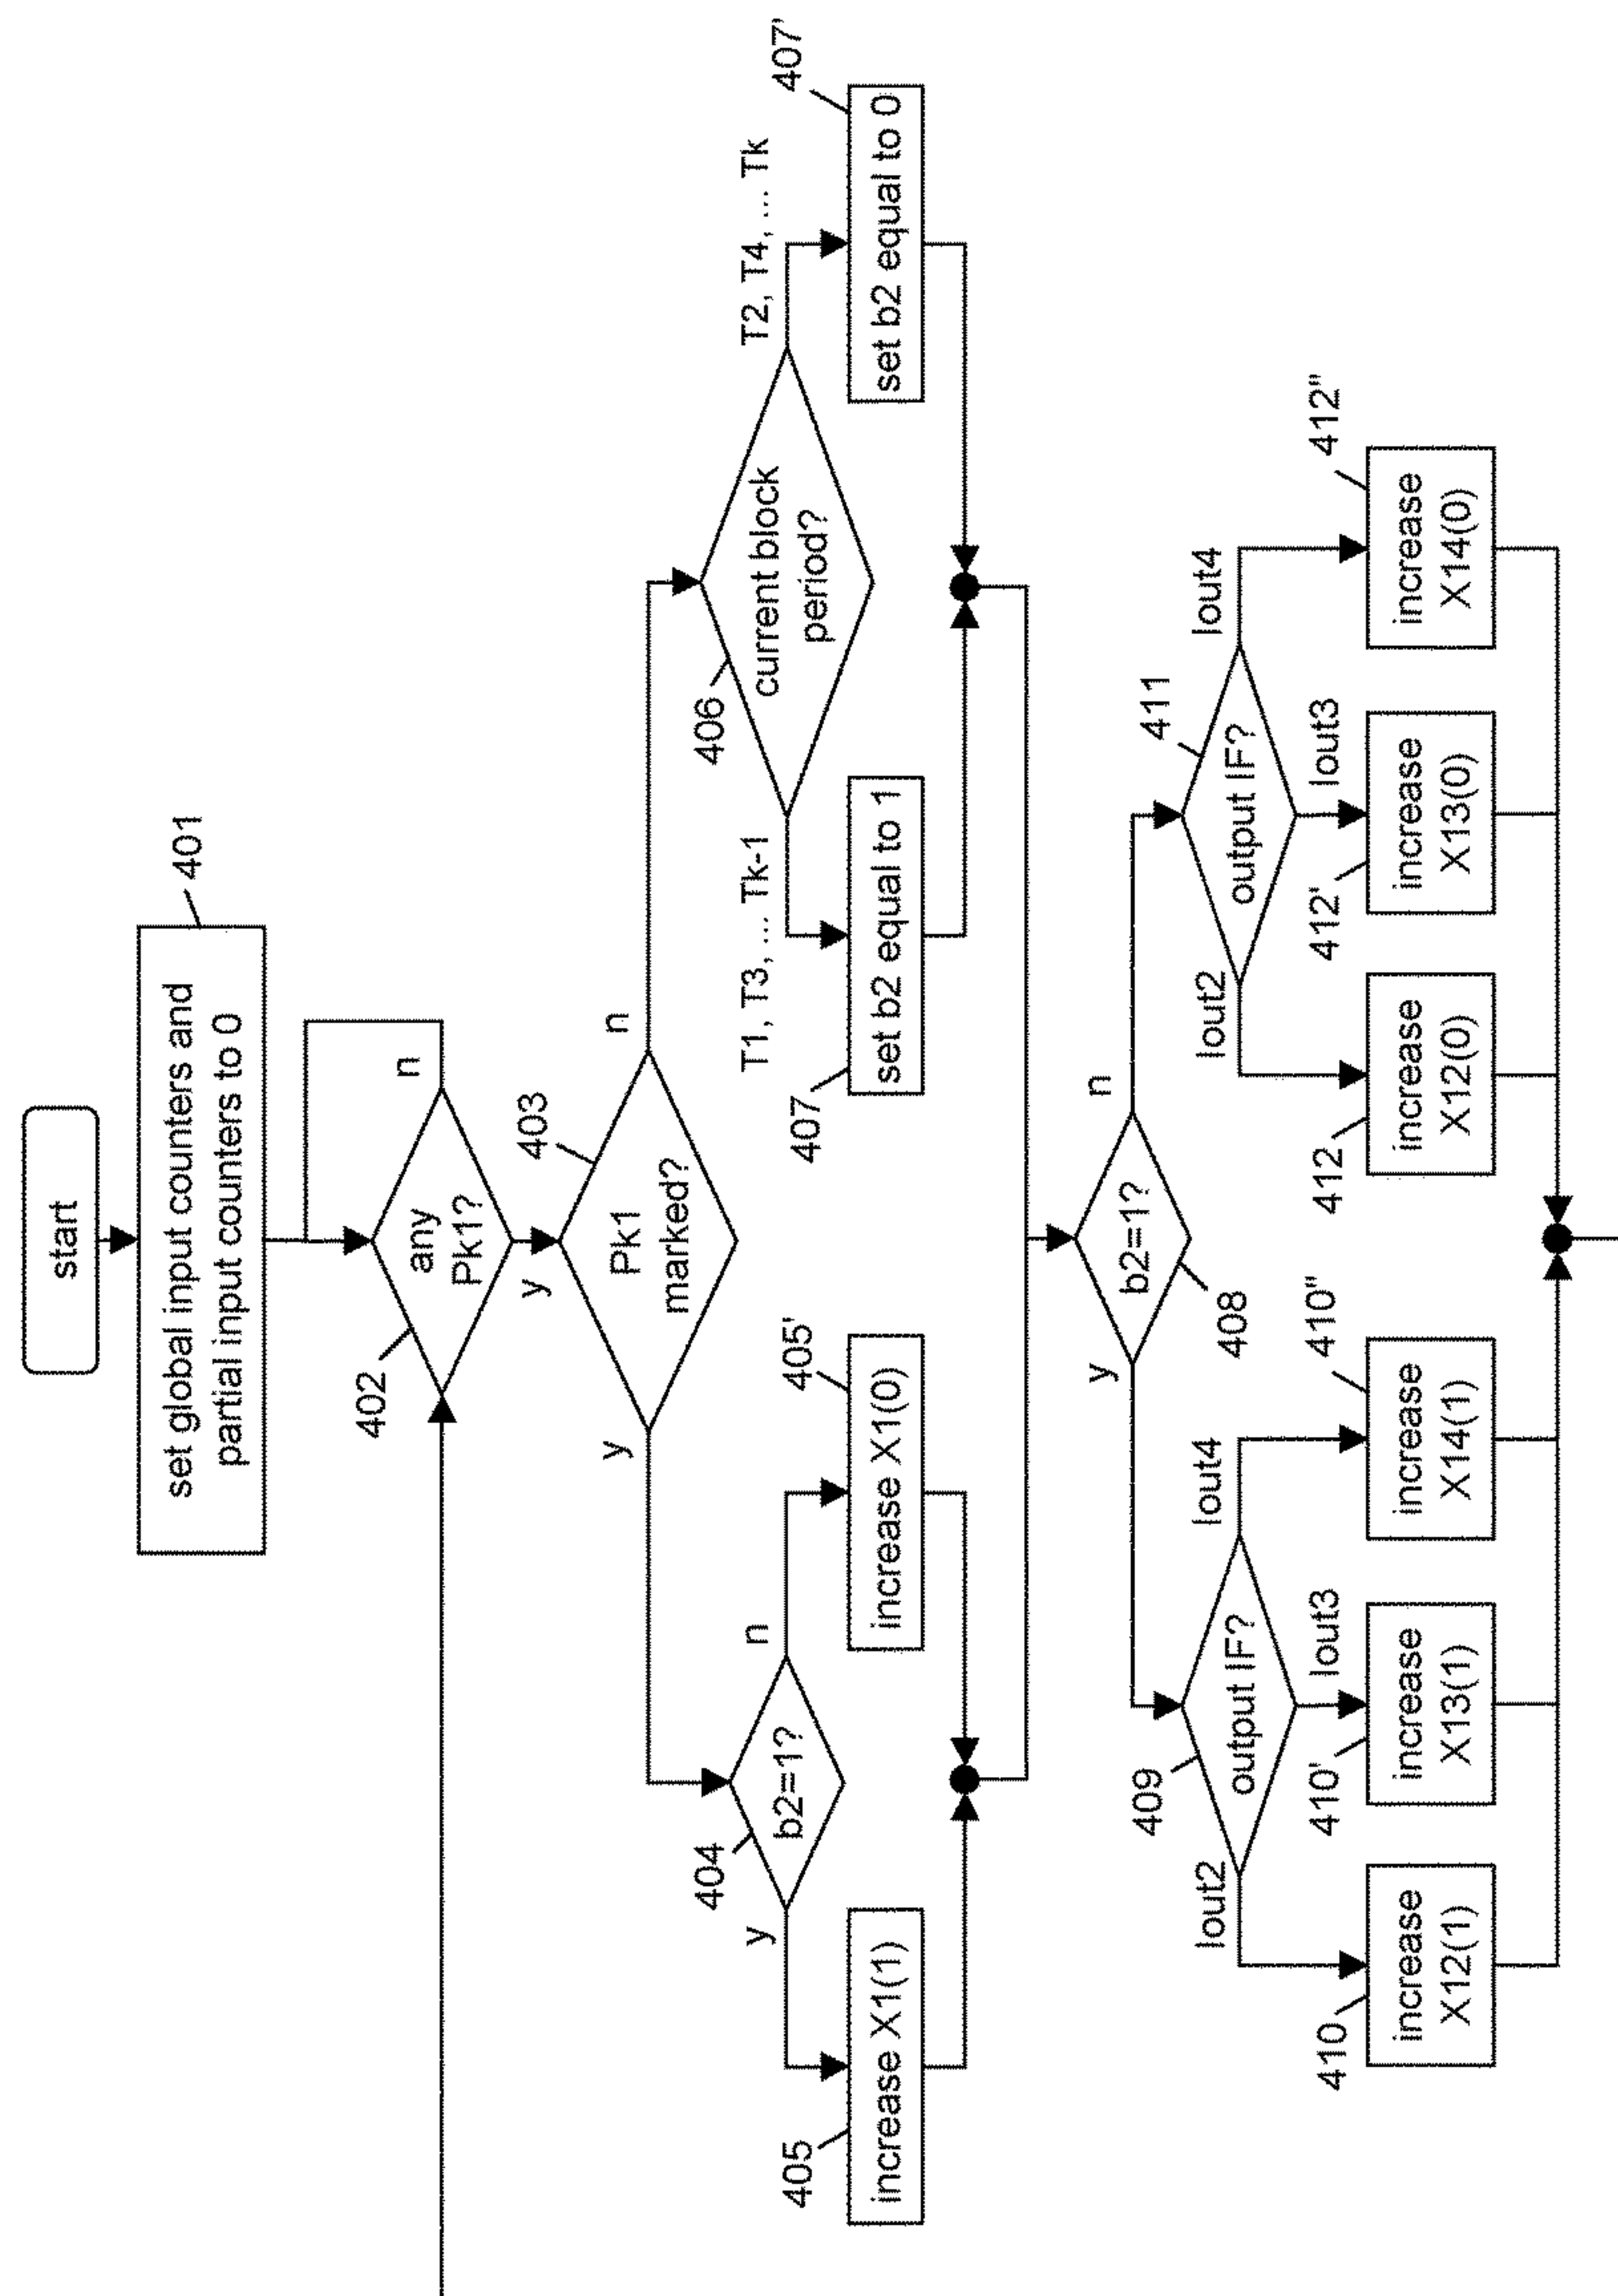 start
401
set global input counters and
partial input counters to 0
402
any
Pk1?
n
y
403
Pk1
marked?
y
n
404
b2=1?
y
n
405
increase X1(1)
405'
increase X1(0)
406
current block
period?
T1, T3, ... Tk-1
T2, T4, ... Tk
407
set b2 equal to 1
407'
set b2 equal to 0
408
b2=1?
y
n
409
output IF?
Iout2
Iout3
Iout4
411
output IF?
Iout2
Iout3
Iout4
410
increase
X12(1)
410'
increase
X13(1)
410"
increase
X14(1)
412
increase
X12(0)
412'
increase
X13(0)
412"
increase
X14(0)